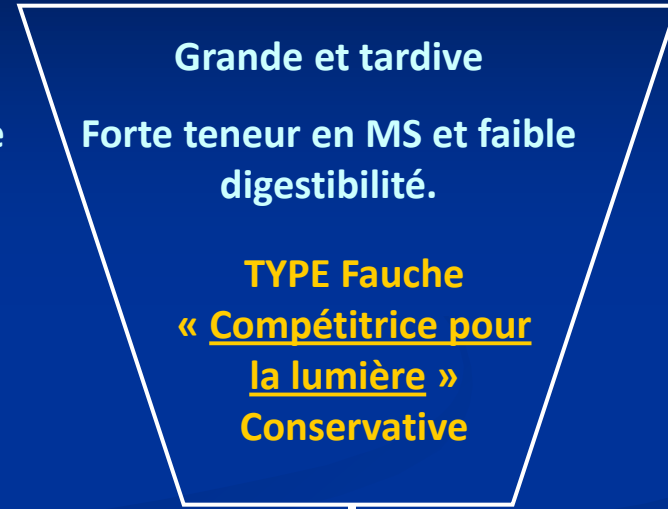 Grande et tardive
Forte teneur en MS et faible
digestibilité.
TYPE Fauche
« Compétitrice pour
la lumière »
Conservative